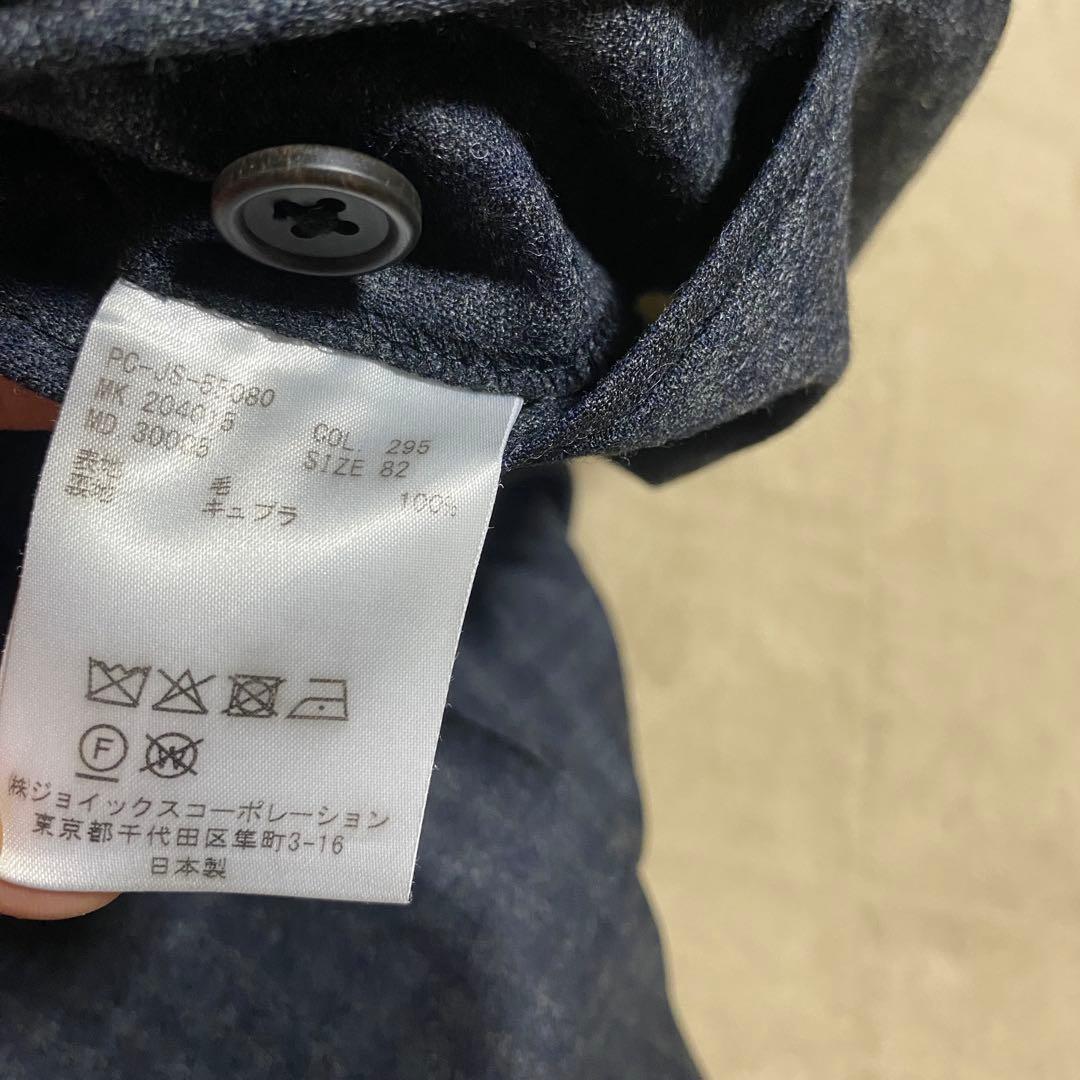 PC-JS-55080
MK 204015
MD 30005
COL. 295
SIZE 82
表地 毛 100%
裏地 キュプラ
F
W
(株)ジョイックスコーポレーション
東京都千代田区隼町3-16
日本製